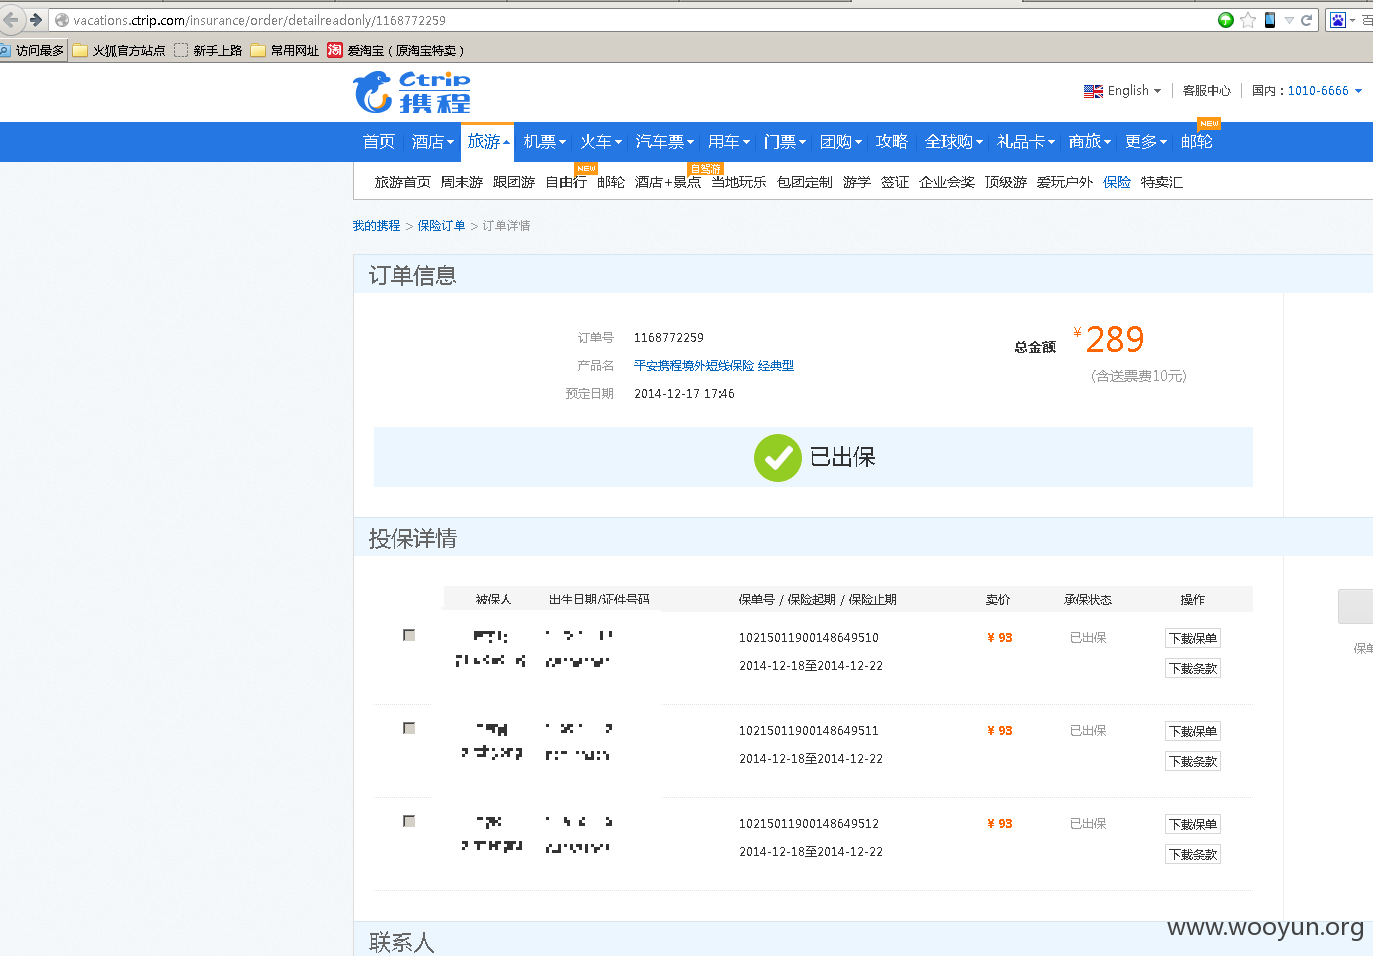 vacations.ctrip.com/insurance/order/detailreadonly/1168772259
百
访问最多 火狐官方站点 新手上路 常用网址 淘 爱淘宝（原淘宝特卖）
Ctrip
携程
English 客服中心 国内：1010-6666
NEW
首页 酒店 旅游 机票 火车 汽车票 用车 门票 团购 攻略 全球购 礼品卡 商旅 更多 邮轮
NEW 自驾游
旅游首页 周末游 跟团游 自由行 邮轮 酒店+景点 当地玩乐 包团定制 游学 签证 企业会奖 顶级游 爱玩户外 保险 特卖汇
我的携程 > 保险订单 > 订单详情
订单信息
订单号 1168772259
总金额 ¥289
产品名 平安携程境外短线保险 经典型
(含送票费10元)
预定日期 2014-12-17 17:46
已出保
投保详情
被保人 出生日期/证件号码 保单号 / 保险起期 / 保险止期 卖价 承保状态 操作
10215011900148649510 ¥ 93 已出保 下载保单
保单
2014-12-18至2014-12-22 下载条款
10215011900148649511 ¥ 93 已出保 下载保单
2014-12-18至2014-12-22 下载条款
10215011900148649512 ¥ 93 已出保 下载保单
2014-12-18至2014-12-22 下载条款
www.wooyun.org
联系人